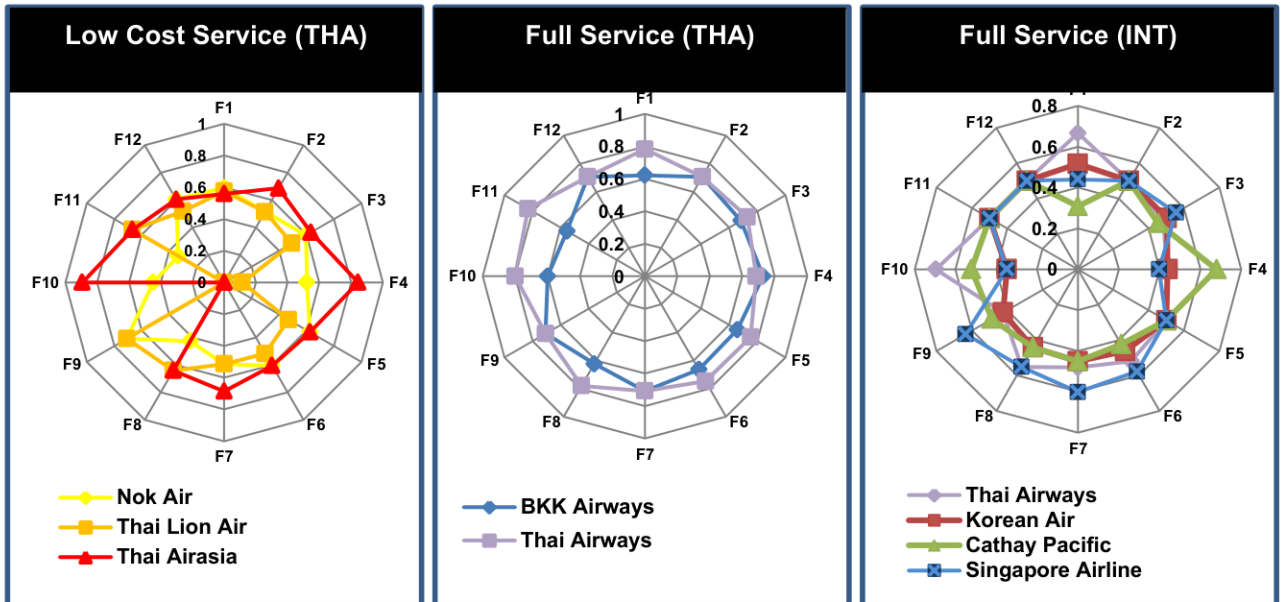 Low Cost Service (THA)
F1
F2
F3
F4
F5
F6
F7
F8
F9
F10
F11
F12
1
0.8
0.6
0.4
0.2
0
Nok Air
Thai Lion Air
Thai Airasia
Full Service (THA)
F1
F2
F3
F4
F5
F6
F7
F8
F9
F10
F11
F12
1
0.8
0.6
0.4
0.2
0
BKK Airways
Thai Airways
Full Service (INT)
F2
F3
F4
F5
F6
F7
F8
F9
F10
F11
F12
0.8
0.6
0.4
0.2
0
Thai Airways
Korean Air
Cathay Pacific
Singapore Airline